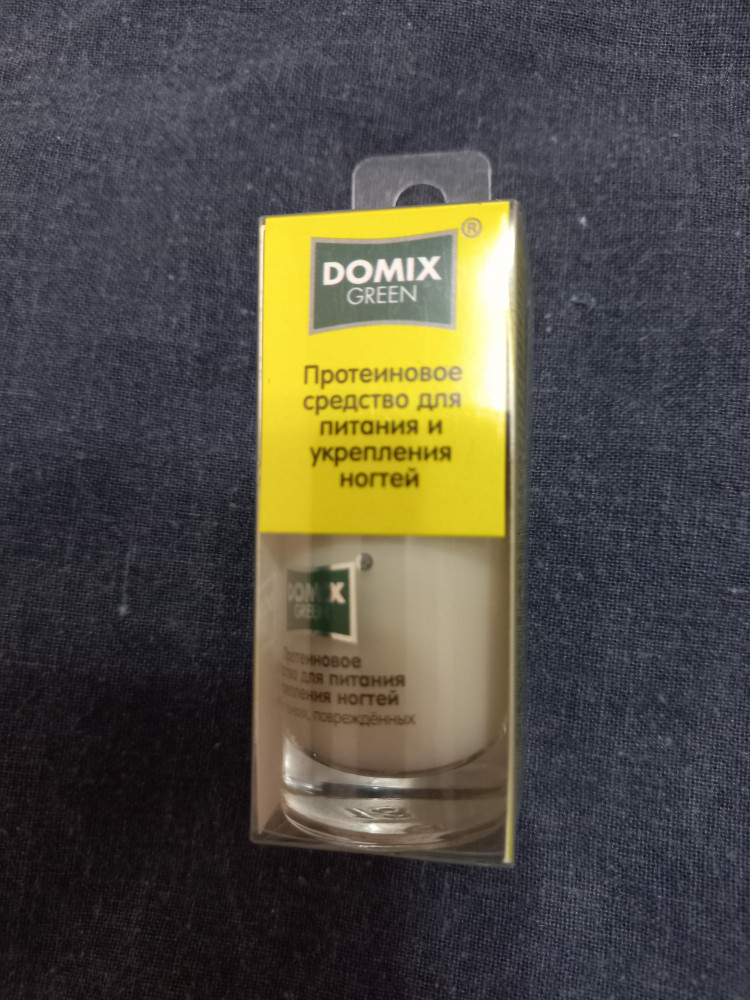 DOMIX
GREEN
®
Протеиновое
средство для
питания и
укрепления
ногтей
DOMIX
GREEN
Протеиновое
для питания
ногтей
повреждённых